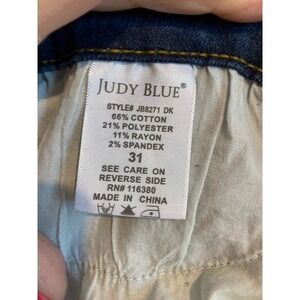 JUDY BLUE®
STYLE# JB8271 DK
66% COTTON
21% POLYESTER
11% RAYON
2% SPANDEX
31
SEE CARE ON
REVERSE SIDE
RN# 116380
MADE IN CHINA